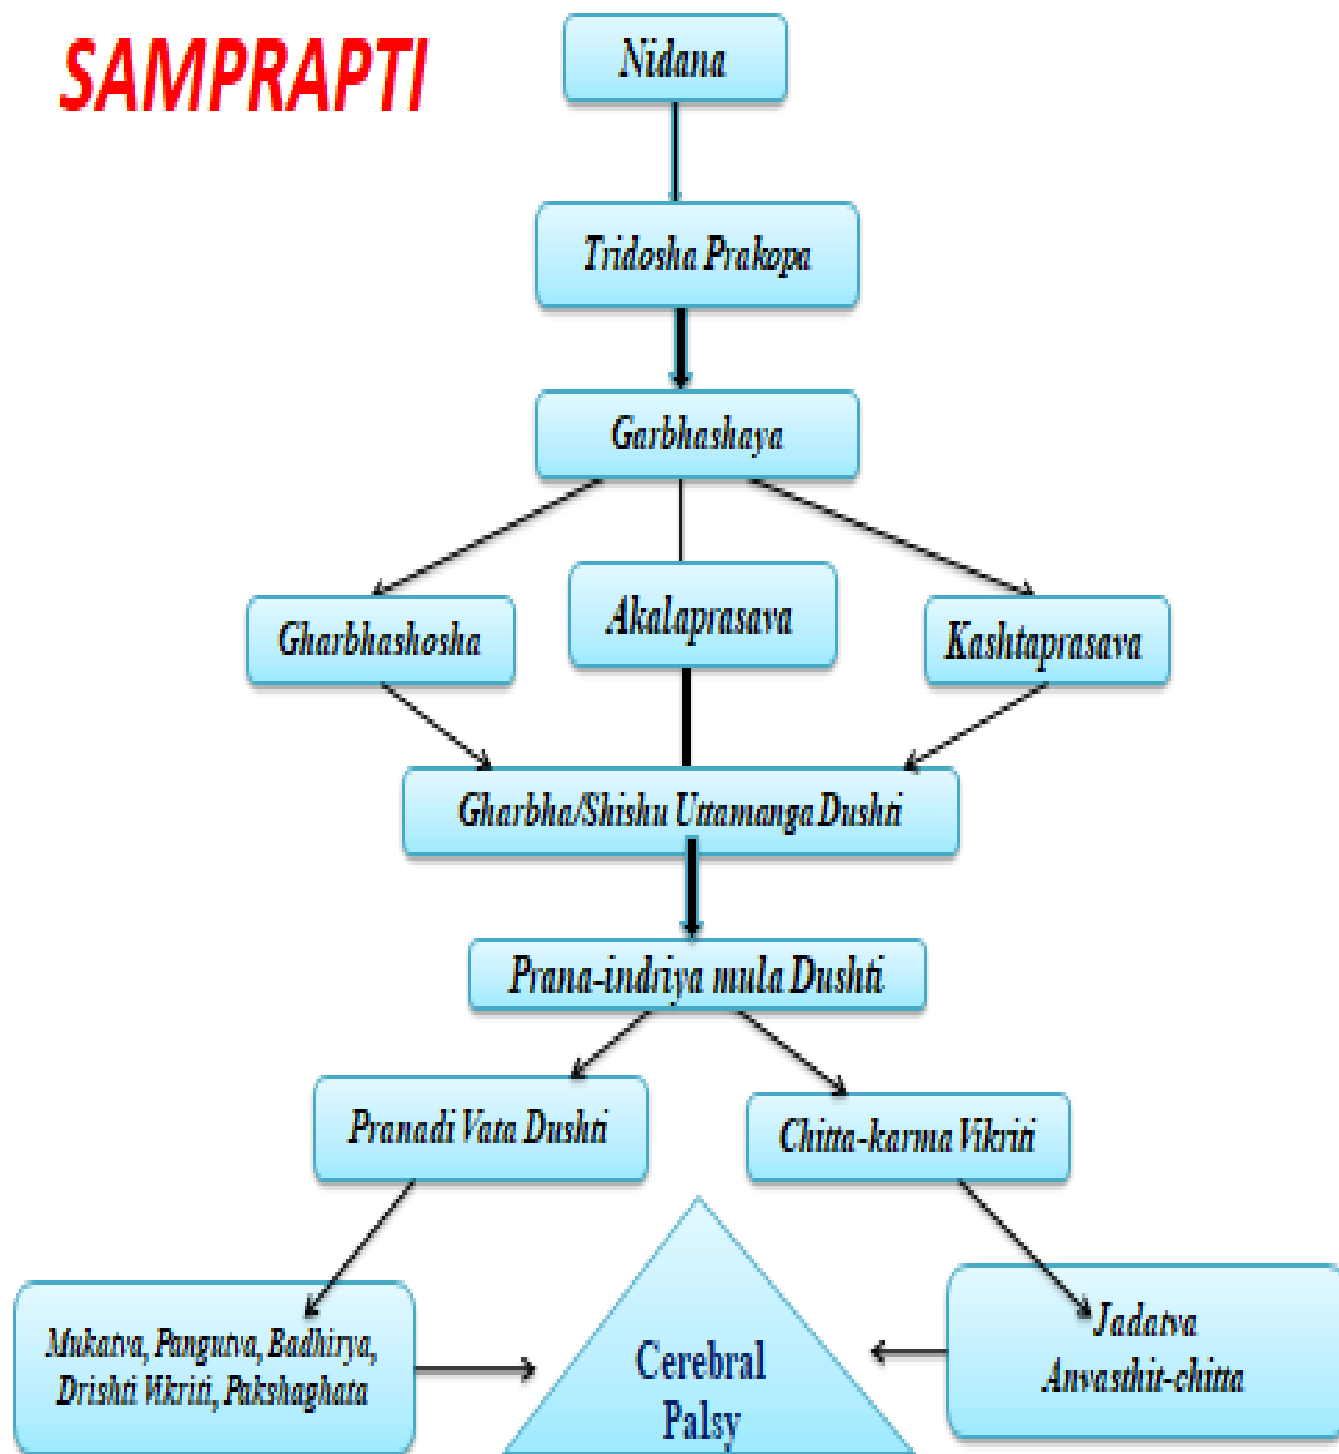 SAMPRAPTI
Nidana
Tridosha Prakopa
Garbhashaya
Gharbhashosha
Akalaprasava
Kashtaprasava
Gharbha/Shishu Uttamanga Dushti
Prana-indriya mula Dushti
Pranadi Vata Dushti
Chitta-karma Vikriti
Mukatva, Pangutva, Badhirya,
Drishti Vikriti, Pakshaghata
Cerebral
Palsy
Jadatva
Anvasthit-chitta